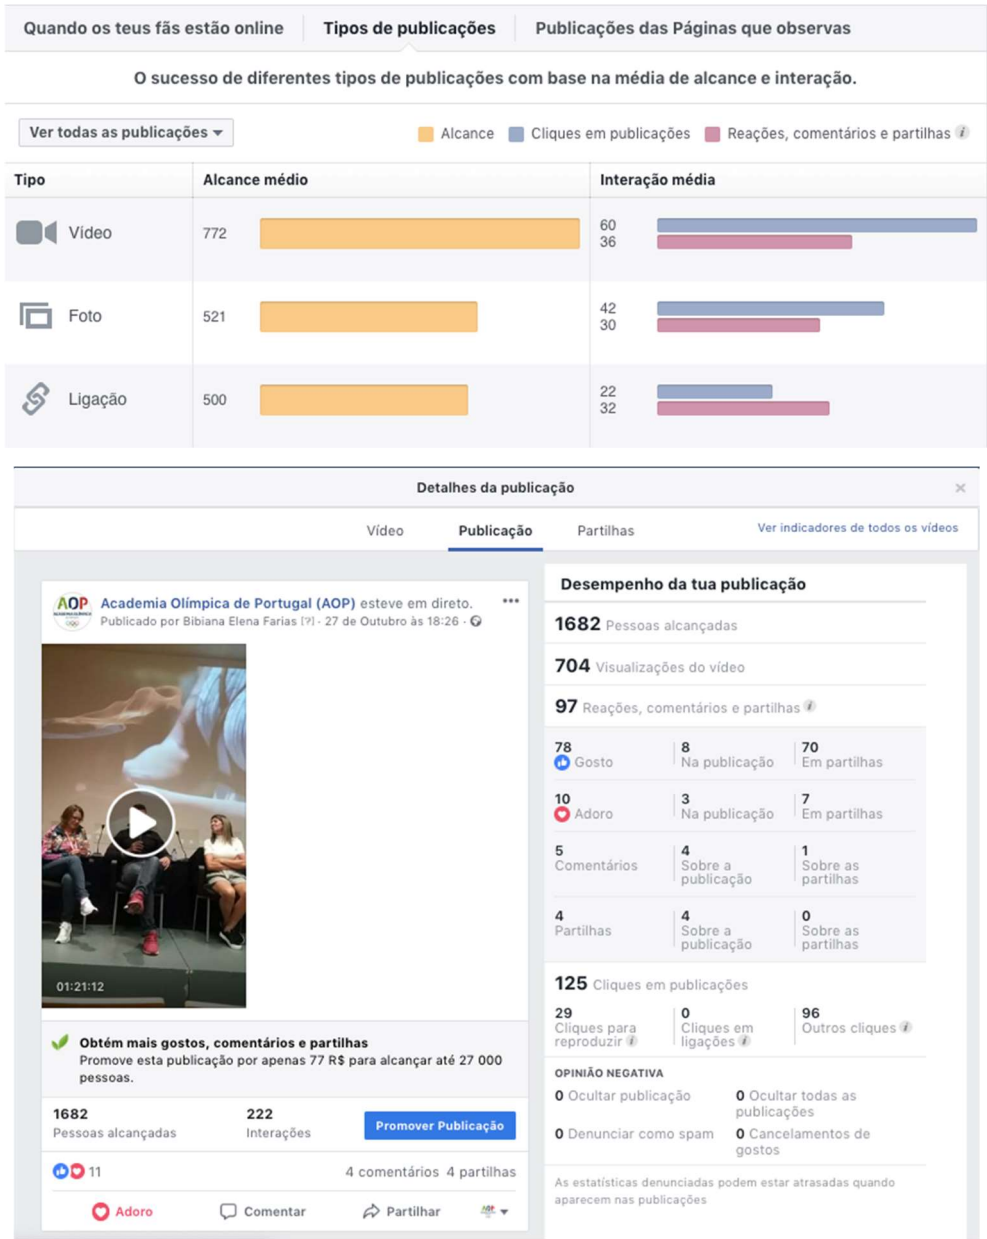 Quando os teus fãs estão online
Tipos de publicações
Publicações das Páginas que observas
O sucesso de diferentes tipos de publicações com base na média de alcance e interação.
Ver todas as publicações
Alcance
Cliques em publicações
Reações, comentários e partilhas
Tipo
Alcance médio
Interação média
Vídeo
772
60
36
Foto
521
42
30
Ligação
500
22
32
Detalhes da publicação
Vídeo
Publicação
Partilhas
Ver indicadores de todos os vídeos
AOP
Academia Olímpica de Portugal (AOP) esteve em direto.
Publicado por Bibiana Elena Farias [?] · 27 de Outubro às 18:26 ·
01:21:12
Obtém mais gostos, comentários e partilhas
Promove esta publicação por apenas 77 R$ para alcançar até 27 000
pessoas.
1682
Pessoas alcançadas
222
Interações
Promover Publicação
11
4 comentários 4 partilhas
Adoro
Comentar
Partilhar
Desempenho da tua publicação
1682 Pessoas alcançadas
704 Visualizações do vídeo
97 Reações, comentários e partilhas
78
Gosto
8
Na publicação
70
Em partilhas
10
Adoro
3
Na publicação
7
Em partilhas
5
Comentários
4
Sobre a
publicação
1
Sobre as
partilhas
4
Partilhas
4
Sobre a
publicação
0
Sobre as
partilhas
125 Cliques em publicações
29
Cliques para
reproduzir
0
Cliques em
ligações
96
Outros cliques
OPINIÃO NEGATIVA
0 Ocultar publicação
0 Ocultar todas as
publicações
0 Denunciar como spam
0 Cancelamentos de
gostos
As estatísticas denunciadas podem estar atrasadas quando
aparecem nas publicações